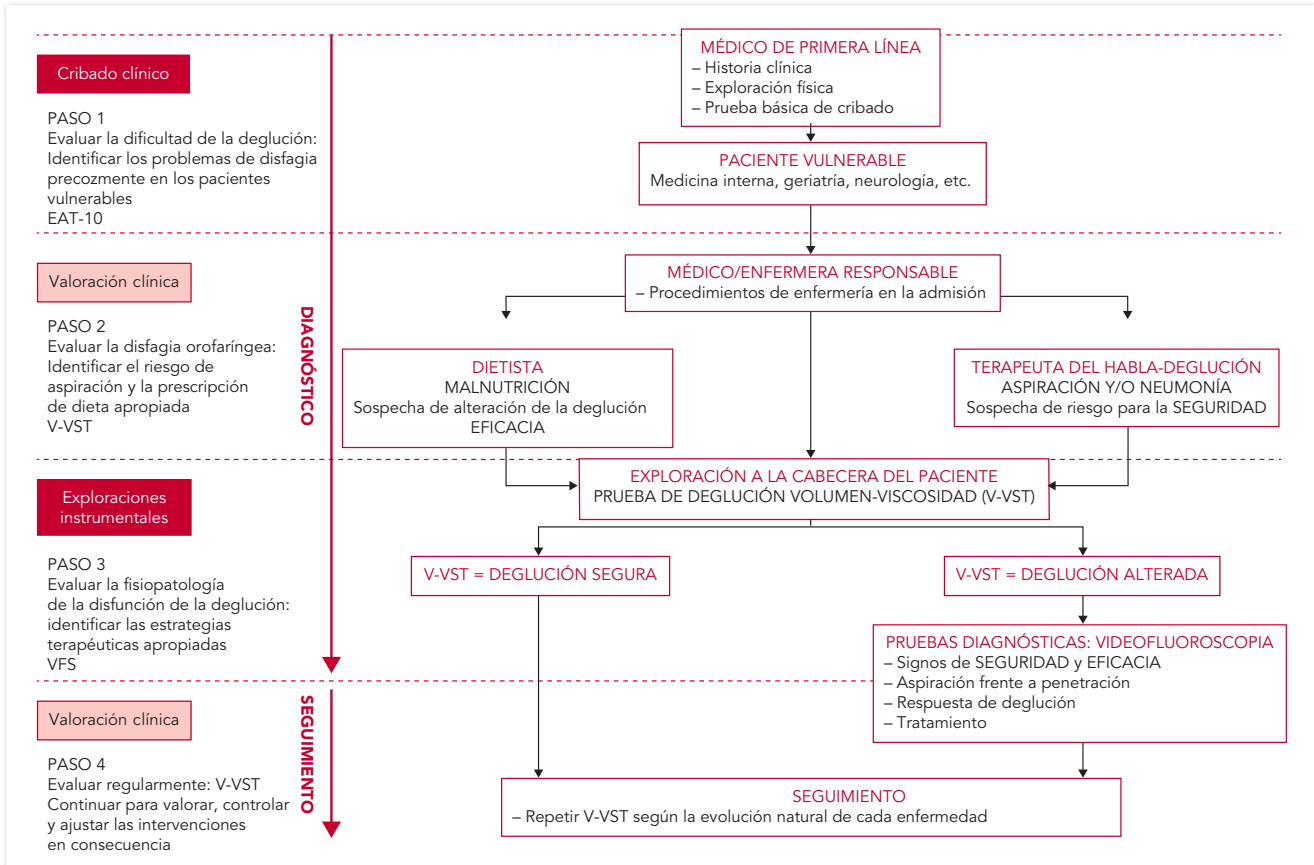 Cribado clínico
PASO 1
Evaluar la dificultad de la deglución:
Identificar los problemas de disfagia
precozmente en los pacientes
vulnerables
EAT-10
MÉDICO DE PRIMERA LÍNEA
– Historia clínica
– Exploración física
– Prueba básica de cribado
PACIENTE VULNERABLE
Medicina interna, geriatría, neurología, etc.
Valoración clínica
PASO 2
Evaluar la disfagia orofaríngea:
Identificar el riesgo de
aspiración y la prescripción
de dieta apropiada
V-VST
DIAGNÓSTICO
MÉDICO/ENFERMERA RESPONSABLE
– Procedimientos de enfermería en la admisión
DIETISTA
MALNUTRICIÓN
Sospecha de alteración de la deglución
EFICACIA
TERAPEUTA DEL HABLA-DEGLUCIÓN
ASPIRACIÓN Y/O NEUMONÍA
Sospecha de riesgo para la SEGURIDAD
Exploraciones
instrumentales
PASO 3
Evaluar la fisiopatología
de la disfunción de la deglución:
identificar las estrategias
terapéuticas apropiadas
VFS
EXPLORACIÓN A LA CABECERA DEL PACIENTE
PRUEBA DE DEGLUCIÓN VOLUMEN-VISCOSIDAD (V-VST)
V-VST = DEGLUCIÓN SEGURA
V-VST = DEGLUCIÓN ALTERADA
PRUEBAS DIAGNÓSTICAS: VIDEOFLUOROSCOPIA
– Signos de SEGURIDAD y EFICACIA
– Aspiración frente a penetración
– Respuesta de deglución
– Tratamiento
Valoración clínica
PASO 4
Evaluar regularmente: V-VST
Continuar para valorar, controlar
y ajustar las intervenciones
en consecuencia
SEGUIMIENTO
SEGUIMIENTO
– Repetir V-VST según la evolución natural de cada enfermedad